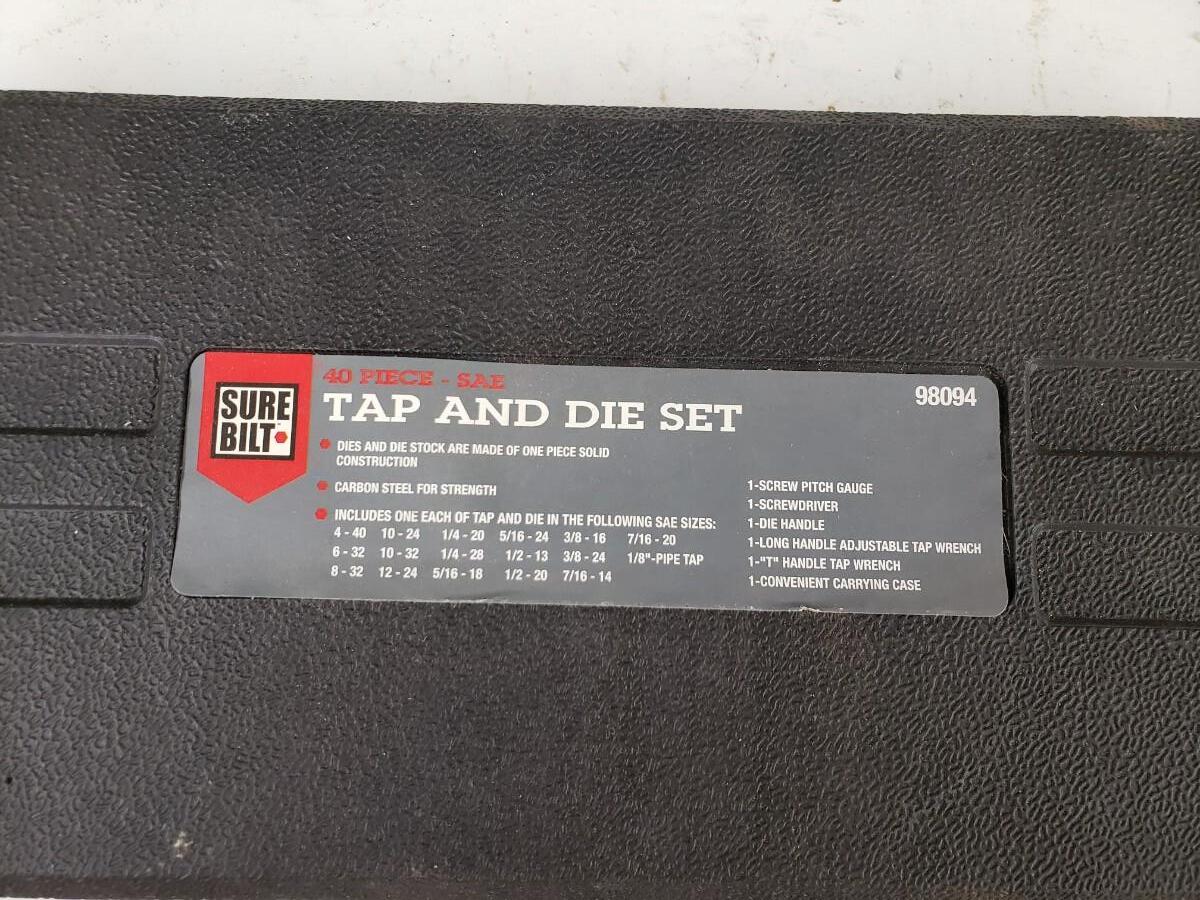 SURE
BILT
40 PIECE - SAE
TAP AND DIE SET
98094
DIES AND DIE STOCK ARE MADE OF ONE PIECE SOLID
CONSTRUCTION
CARBON STEEL FOR STRENGTH
INCLUDES ONE EACH OF TAP AND DIE IN THE FOLLOWING SAE SIZES:
4 - 40 10 - 24 1/4 - 20 5/16 - 24 3/8 - 16 7/16 - 20
6 - 32 10 - 32 1/4 - 28 1/2 - 13 3/8 - 24 1/8"-PIPE TAP
8 - 32 12 - 24 5/16 - 18 1/2 - 20 7/16 - 14
1-SCREW PITCH GAUGE
1-SCREWDRIVER
1-DIE HANDLE
1-LONG HANDLE ADJUSTABLE TAP WRENCH
1-"T" HANDLE TAP WRENCH
1-CONVENIENT CARRYING CASE